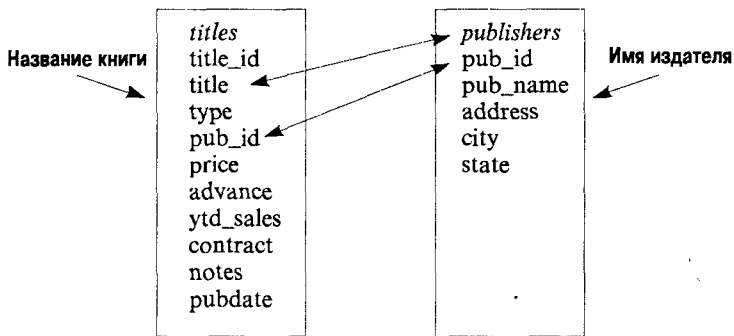 Название книги
titles
title_id
title
type
pub_id
price
advance
ytd_sales
contract
notes
pubdate
publishers
pub_id
pub_name
address
city
state
Имя издателя